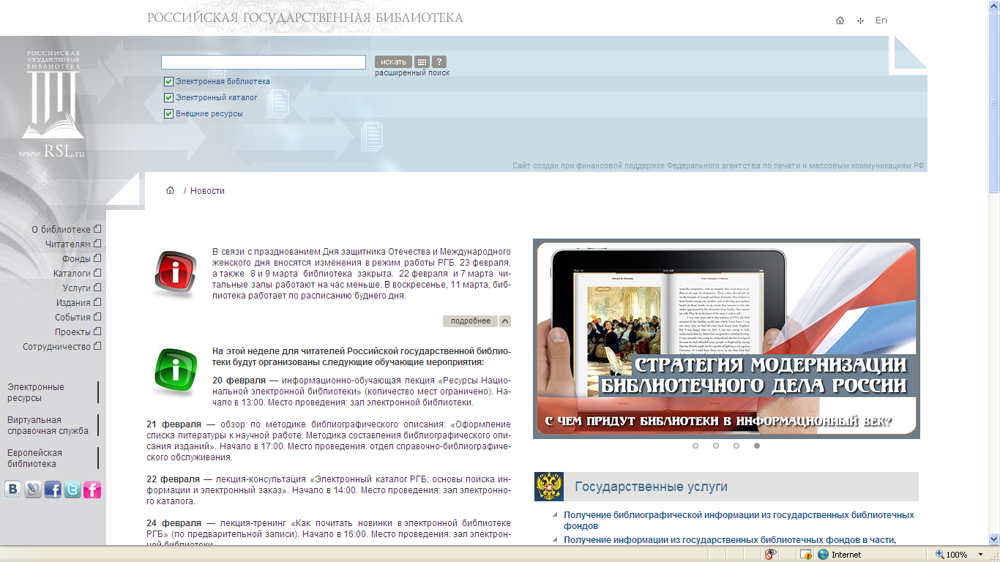 РОССИЙСКАЯ ГОСУДАРСТВЕННАЯ БИБЛИОТЕКА
En
РОССИЙСКАЯ
ГОСУДАРСТВЕННАЯ
БИБЛИОТЕКА
www.RSL.ru
искать
?
расширенный поиск
Электронная библиотека
Электронный каталог
Внешние ресурсы
Сайт создан при финансовой поддержке Федерального агентства по печати и массовым коммуникациям РФ
/ Новости
О библиотеке
Читателям
Фонды
Каталоги
Услуги
Издания
События
Проекты
Сотрудничество
Электронные
ресурсы
Виртуальная
справочная служба
Европейская
библиотека
В связи с празднованием Дня защитника Отечества и Международного
женского дня вносятся изменения в режим работы РГБ. 23 февраля,
а также 8 и 9 марта библиотека закрыта. 22 февраля и 7 марта чи-
тальные залы работают на час меньше. В воскресенье, 11 марта, биб-
лиотека работает по расписанию буднего дня.
подробнее
На этой неделе для читателей Российской государственной библио-
теки будут организованы следующие обучающие мероприятия:
20 февраля — информационно-обучающая лекция «Ресурсы Нацио-
нальной электронной библиотеки» (количество мест ограничено). На-
чало в 13:00. Место проведения: зал электронной библиотеки.
21 февраля — обзор по методике библиографического описания: «Оформление
списка литературы к научной работе. Методика составления библиографического опи-
сания изданий». Начало в 17:00. Место проведения: отдел справочно-библиографиче-
ского обслуживания.
22 февраля — лекция-консультация «Электронный каталог РГБ: основы поиска ин-
формации и электронный заказ». Начало в 14:00. Место проведения: зал электронно-
го каталога.
24 февраля — лекция-тренинг «Как почитать новинки в электронной библиотеке
РГБ» (по предварительной записи). Начало в 16:00. Место проведения: зал электрон-
ной библиотеки.
СТРАТЕГИЯ МОДЕРНИЗАЦИИ
БИБЛИОТЕЧНОГО ДЕЛА РОССИИ
С ЧЕМ ПРИДУТ БИБЛИОТЕКИ В ИНФОРМАЦИОННЫЙ ВЕК?
Государственные услуги
Получение библиографической информации из государственных библиотечных
фондов
Получение информации из государственных библиотечных фондов в части,
Internet
100%